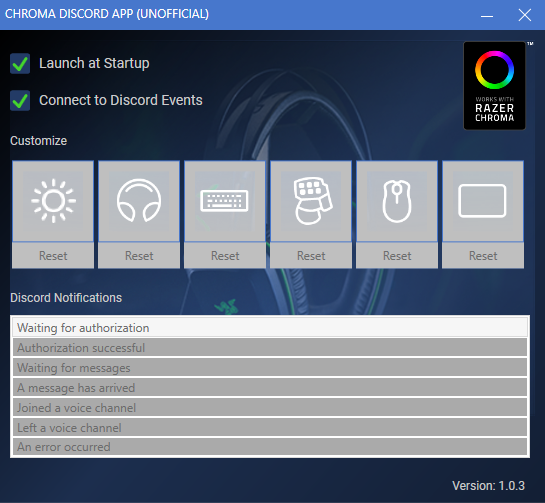 CHROMA DISCORD APP (UNOFFICIAL)
Launch at Startup
Connect to Discord Events
TM
WORKS WITH
RAZER
CHROMA
Customize
Reset
Reset
Reset
Reset
Reset
Reset
Discord Notifications
Waiting for authorization
Authorization successful
Waiting for messages
A message has arrived
Joined a voice channel
Left a voice channel
An error occurred
Version: 1.0.3